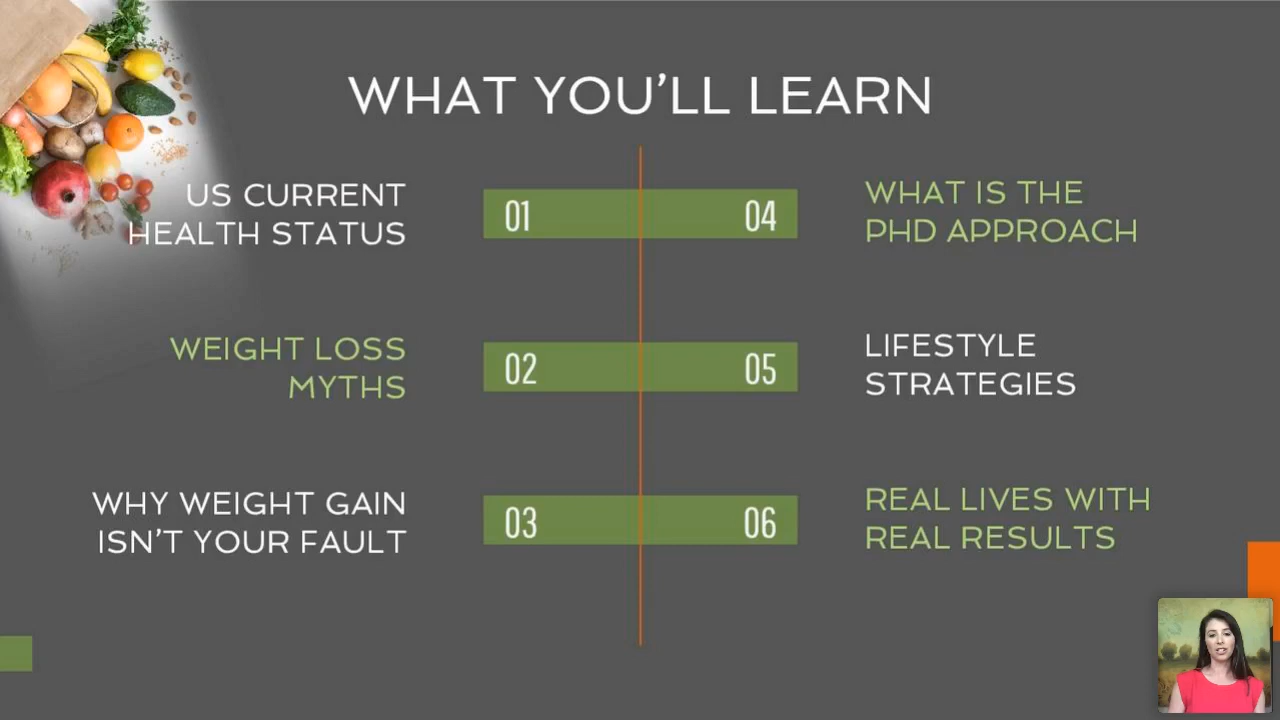 WHAT YOU'LL LEARN
US CURRENT
HEALTH STATUS
01
WEIGHT LOSS
MYTHS
02
WHY WEIGHT GAIN
ISN'T YOUR FAULT
03
04
WHAT IS THE
PHD APPROACH
05
LIFESTYLE
STRATEGIES
06
REAL LIVES WITH
REAL RESULTS